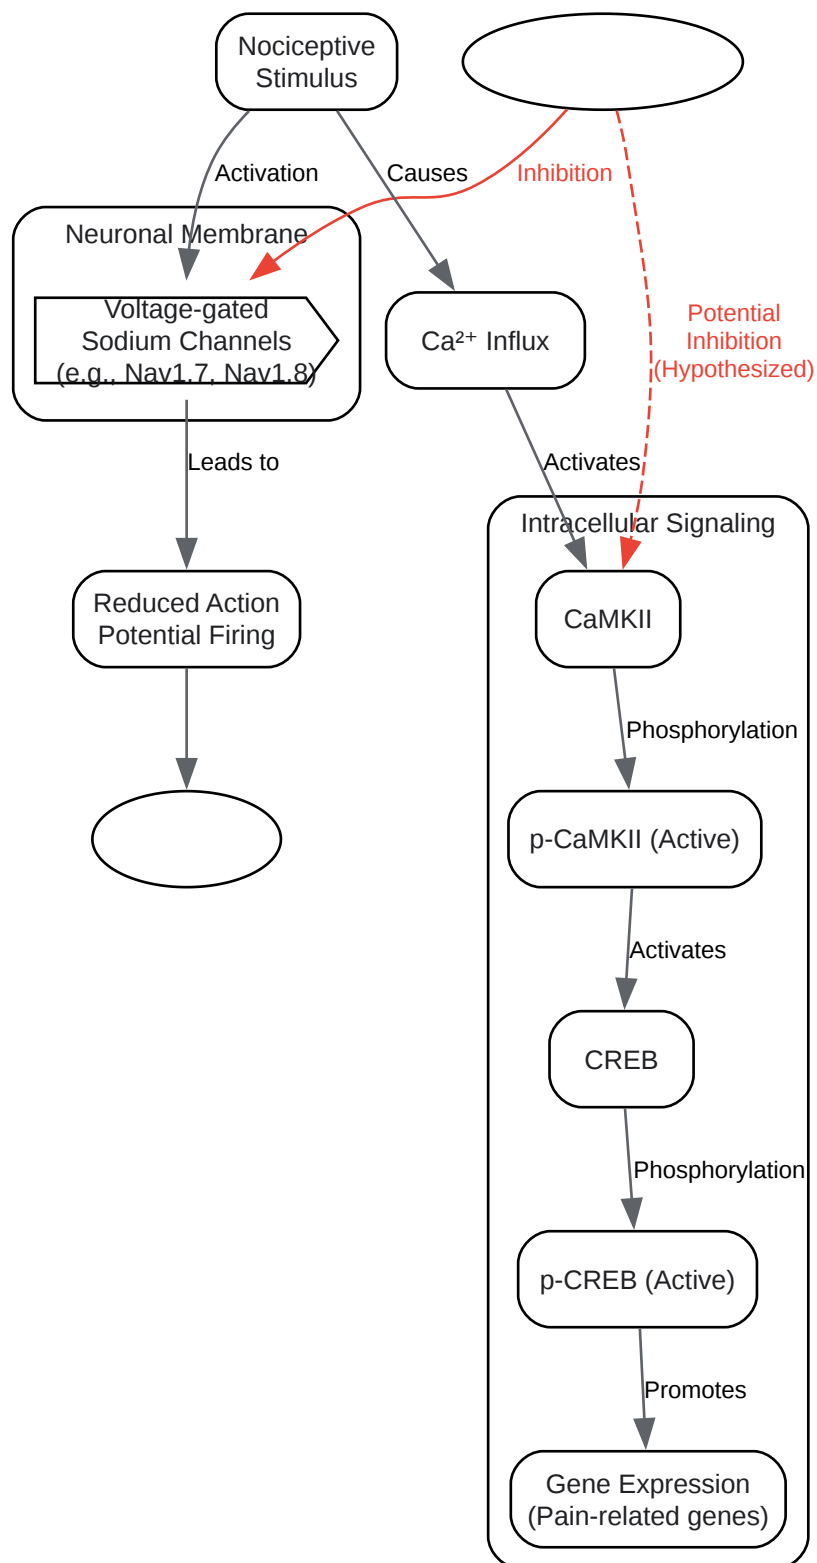 Nociceptive
Stimulus
Activation
Causes
Inhibition
Neuronal Membrane
Voltage-gated
Sodium Channels
(e.g., Nav1.7, Nav1.8)
Ca²⁺ Influx
Potential
Inhibition
(Hypothesized)
Leads to
Activates
Intracellular Signaling
Reduced Action
Potential Firing
CaMKII
Phosphorylation
p-CaMKII (Active)
Activates
CREB
Phosphorylation
p-CREB (Active)
Promotes
Gene Expression
(Pain-related genes)